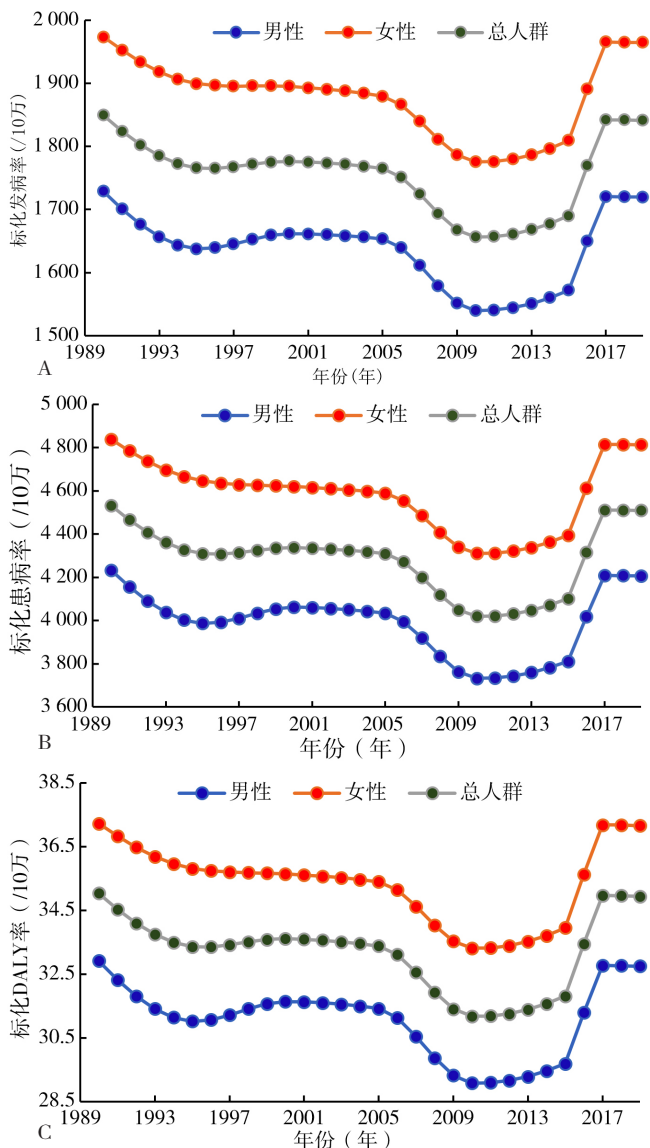 男性 女性 总人群
标化发病率(/10万)
2 000
1 900
1 800
1 700
1 600
1 500
1989 1993 1997 2001 2005 2009 2013 2017
年份(年)
A
男性 女性 总人群
标化患病率(/10万)
5 000
4 800
4 600
4 400
4 200
4 000
3 800
3 600
1989 1993 1997 2001 2005 2009 2013 2017
年份(年)
B
男性 女性 总人群
标化DALY率(/10万)
38.5
36.5
34.5
32.5
30.5
28.5
1989 1993 1997 2001 2005 2009 2013 2017
年份(年)
C